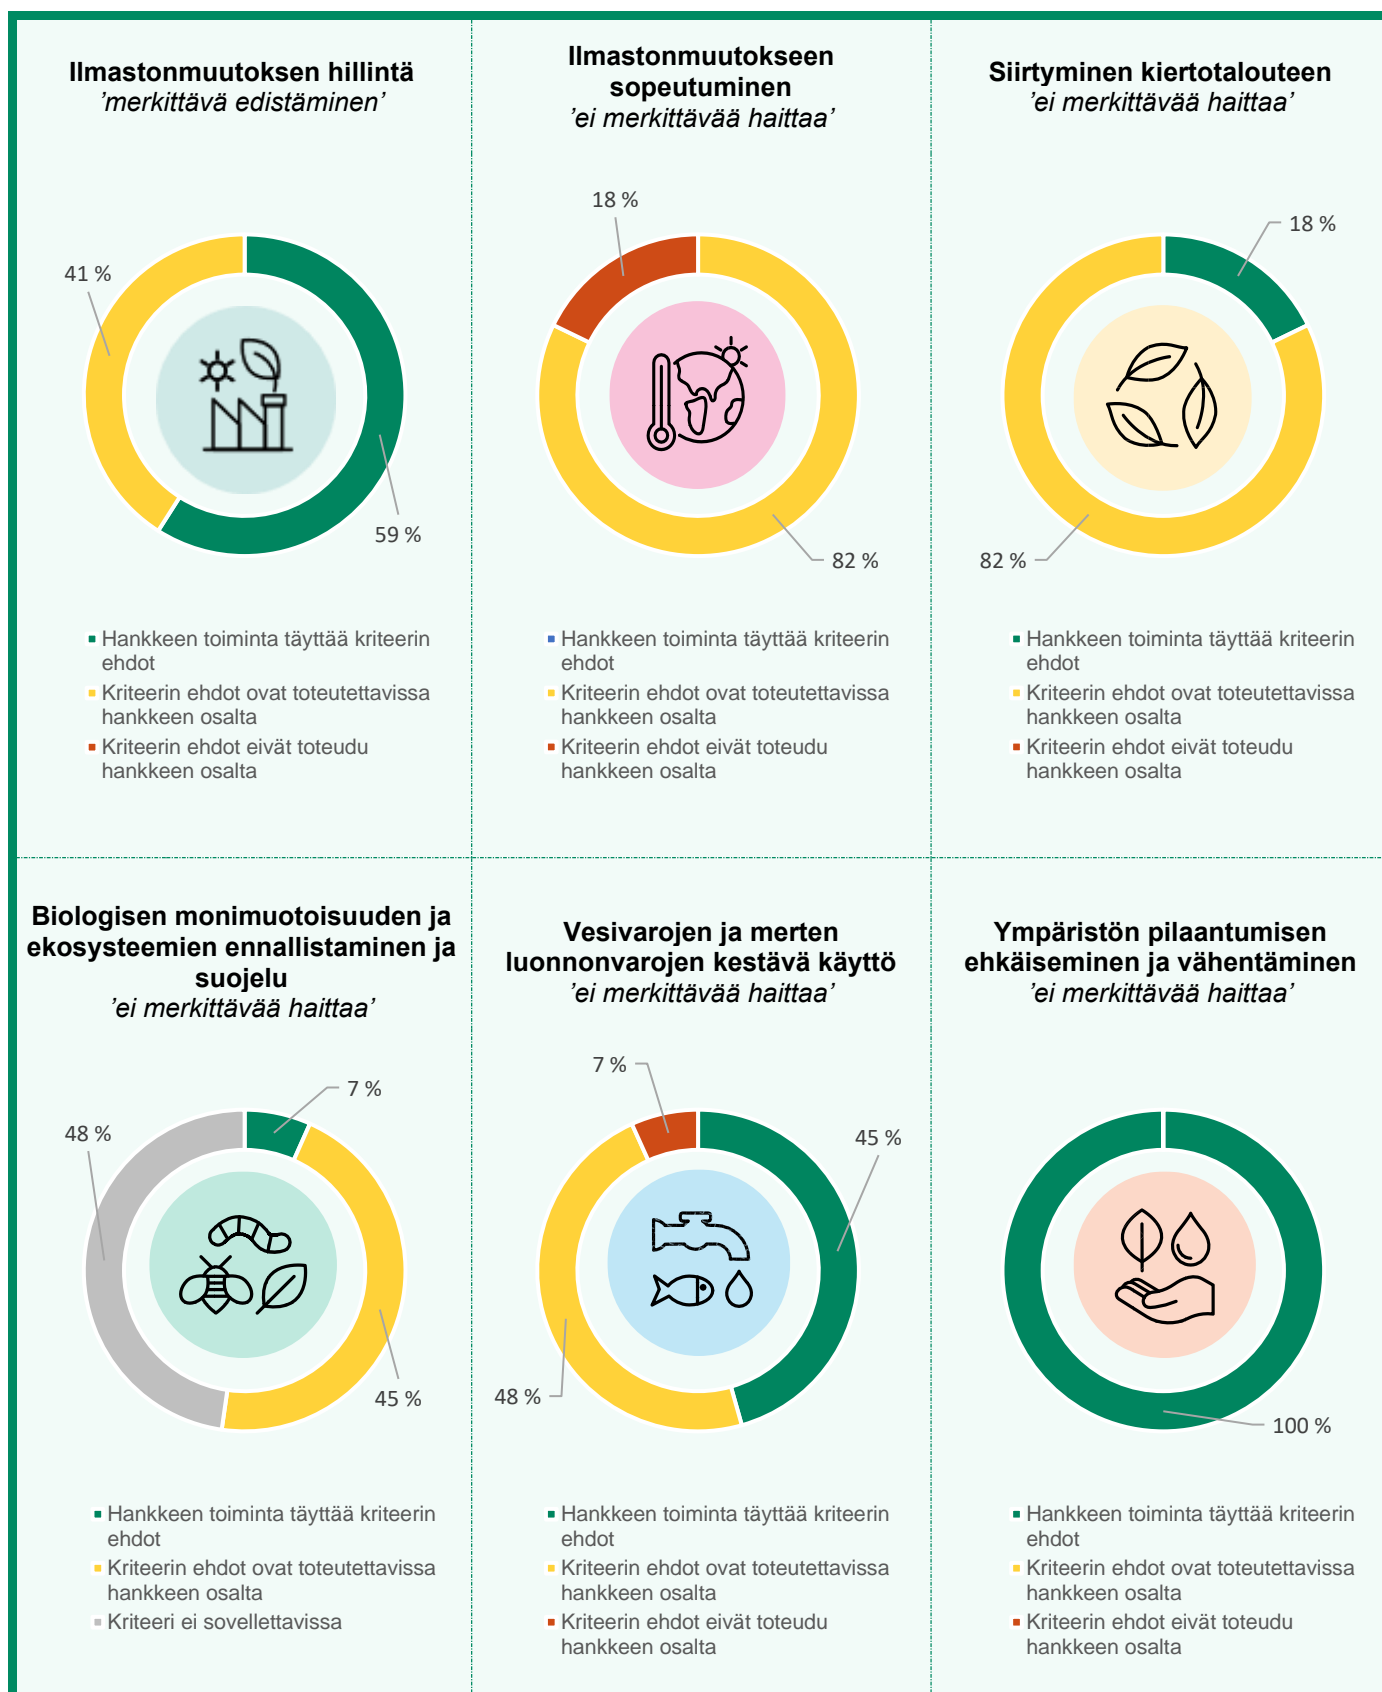 Ilmastonmuutoksen hillintä
’merkittävä edistäminen’
41 %
59 %
Hankkeen toiminta täyttää kriteerin
ehdot
Kriteerin ehdot ovat toteutettavissa
hankkeen osalta
Kriteerin ehdot eivät toteudu
hankkeen osalta
Ilmastonmuutokseen
sopeutuminen
’ei merkittävää haittaa’
18 %
82 %
Hankkeen toiminta täyttää kriteerin
ehdot
Kriteerin ehdot ovat toteutettavissa
hankkeen osalta
Kriteerin ehdot eivät toteudu
hankkeen osalta
Siirtyminen kiertotalouteen
’ei merkittävää haittaa’
18 %
82 %
Hankkeen toiminta täyttää kriteerin
ehdot
Kriteerin ehdot ovat toteutettavissa
hankkeen osalta
Kriteerin ehdot eivät toteudu
hankkeen osalta
Biologisen monimuotoisuuden ja
ekosysteemien ennallistaminen ja
suojelu
’ei merkittävää haittaa’
7 %
48 %
45 %
Hankkeen toiminta täyttää kriteerin
ehdot
Kriteerin ehdot ovat toteutettavissa
hankkeen osalta
Kriteeri ei sovellettavissa
Vesivarojen ja merten
luonnonvarojen kestävä käyttö
’ei merkittävää haittaa’
7 %
45 %
48 %
Hankkeen toiminta täyttää kriteerin
ehdot
Kriteerin ehdot ovat toteutettavissa
hankkeen osalta
Kriteerin ehdot eivät toteudu
hankkeen osalta
Ympäristön pilaantumisen
ehkäiseminen ja vähentäminen
’ei merkittävää haittaa’
100 %
Hankkeen toiminta täyttää kriteerin
ehdot
Kriteerin ehdot ovat toteutettavissa
hankkeen osalta
Kriteerin ehdot eivät toteudu
hankkeen osalta